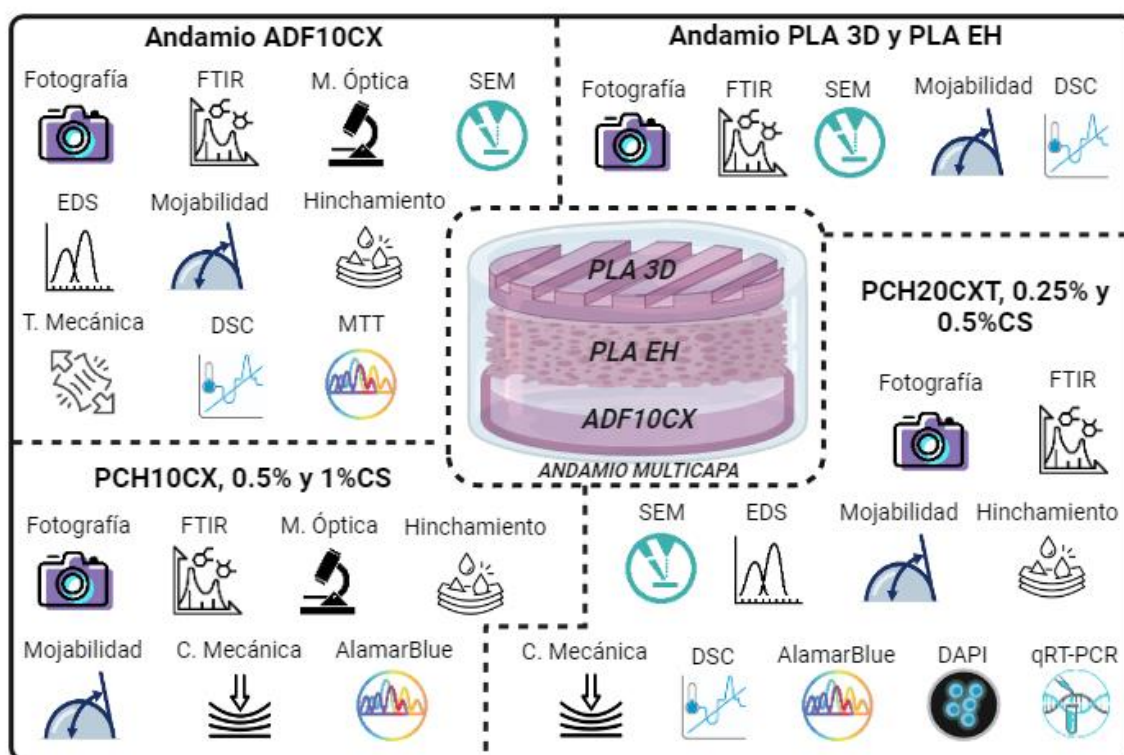 Andamio ADF10CX
Fotografía FTIR M. Óptica SEM
EDS Mojabilidad Hinchamiento
T. Mecánica DSC MTT
Andamio PLA 3D y PLA EH
Fotografía FTIR SEM Mojabilidad DSC
PLA 3D
PLA EH
ADF10CX
ANDAMIO MULTICAPA
PCH10CX, 0.5% y 1%CS
Fotografía FTIR M. Óptica Hinchamiento
Mojabilidad C. Mecánica AlamarBlue
PCH20CXT, 0.25% y
0.5%CS
Fotografía FTIR
SEM EDS Mojabilidad Hinchamiento
C. Mecánica DSC AlamarBlue DAPI qRT-PCR